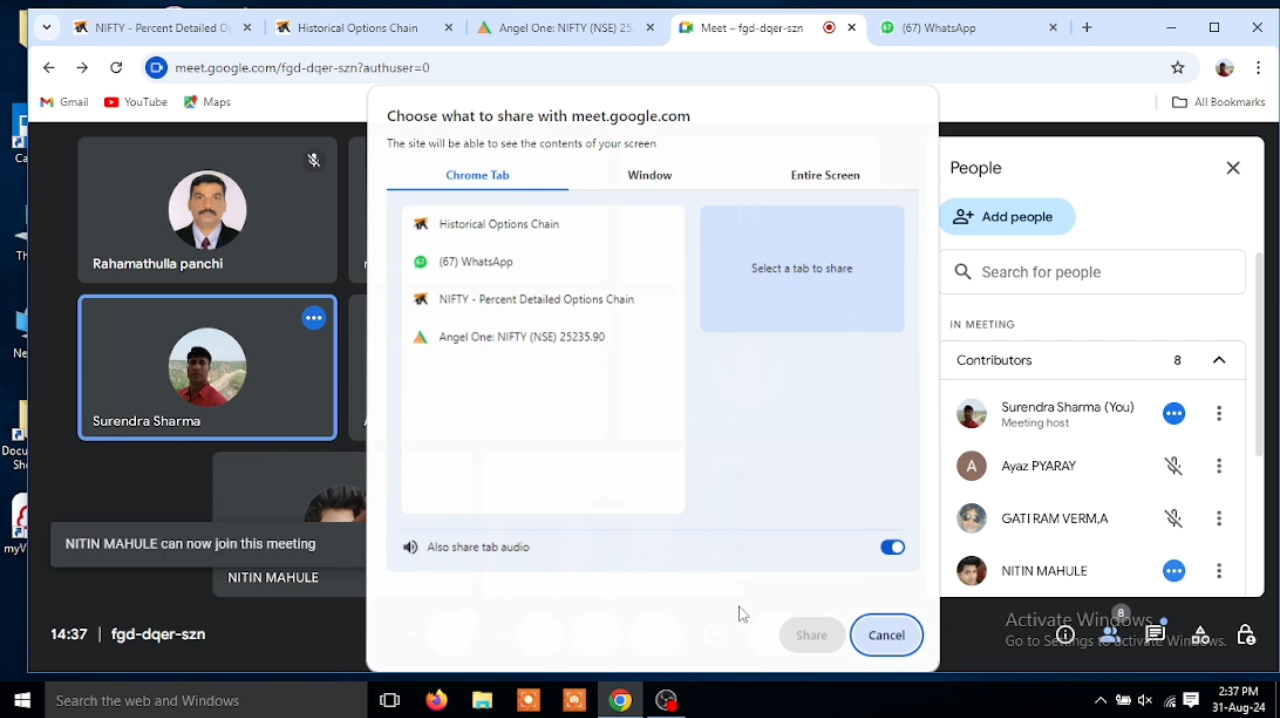 NIFTY - Percent Detailed O
Historical Options Chain
Angel One: NIFTY (NSE) 25
Meet – fgd-dqer-szn
(67) WhatsApp
meet.google.com/fgd-dqer-szn?authuser=0
Gmail
YouTube
Maps
All Bookmarks
Choose what to share with meet.google.com
The site will be able to see the contents of your screen
Chrome Tab
Window
Entire Screen
Historical Options Chain
(67) WhatsApp
NIFTY - Percent Detailed Options Chain
Angel One: NIFTY (NSE) 25235.90
Select a tab to share
Also share tab audio
Share
Cancel
Rahamathulla panchi
Surendra Sharma
NITIN MAHULE can now join this meeting
NITIN MAHULE
14:37 | fgd-dqer-szn
People
Add people
Search for people
IN MEETING
Contributors
8
Surendra Sharma (You)
Meeting host
A
Ayaz PYARAY
GATI RAM VERM,A
NITIN MAHULE
8
Activate Windows
Go to Settings to activate Windows.
Search the web and Windows
2:37 PM
31-Aug-24